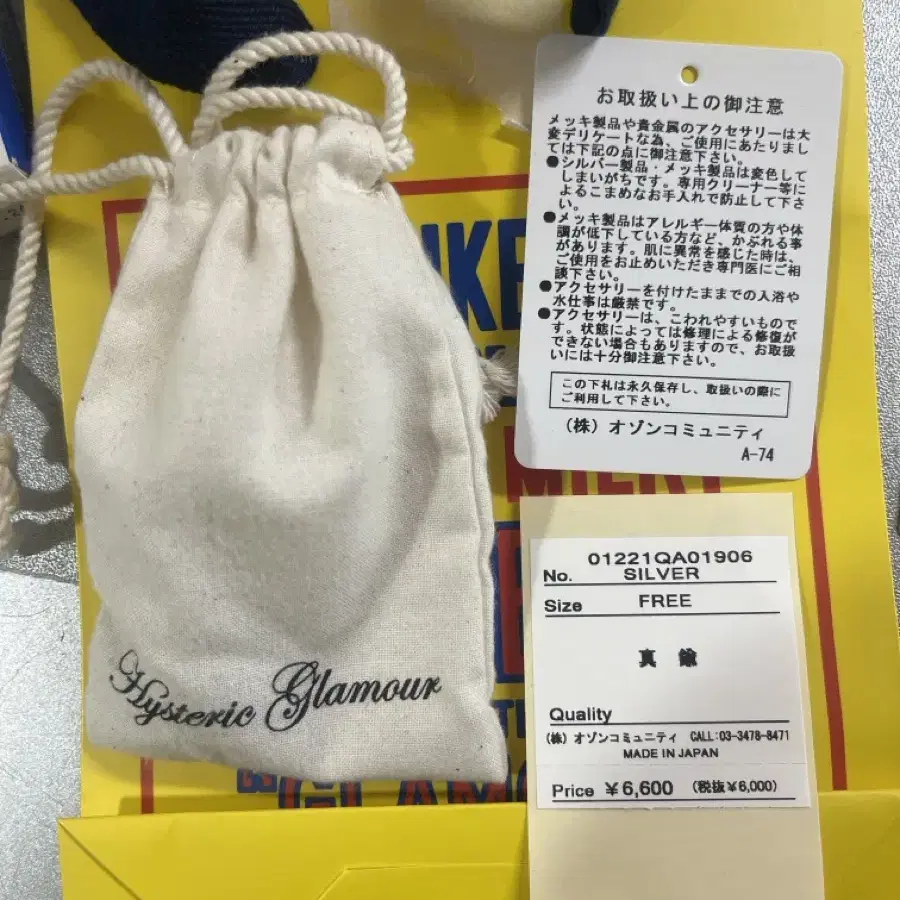 お取扱い上の御注意
メッキ製品や貴金属のアクセサリーは大
変デリケートな為、ご使用にあたりまし
ては下記の点に御注意下さい。
●シルバー製品・メッキ製品は変色して
しまいがちです。専用クリーナー等に
よるこまめなお手入れで防止して下さ
い。
●メッキ製品はアレルギー体質の方や体
調が低下している方など、かぶれる事
があります。肌に異常を感じた時は、
ご使用をお止めいただき専門医にご相
談下さい。
●アクセサリーを付けたままでの入浴や
水仕事は厳禁です。
●アクセサリーは、こわれやすいもので
す。状態によっては修理による修復が
できない場合もありますので、お取扱
いには十分御注意下さい。
この下札は永久保存し、取扱いの際に
ご利用して下さい。
(株)オゾンコミュニティ
A-74
Hysteric Glamour
01221QA01906
No. SILVER
Size FREE
真鍮
Quality
(株)オゾンコミュニティ CALL:03-3478-8471
MADE IN JAPAN
Price ¥6,600 (税抜¥6,000)